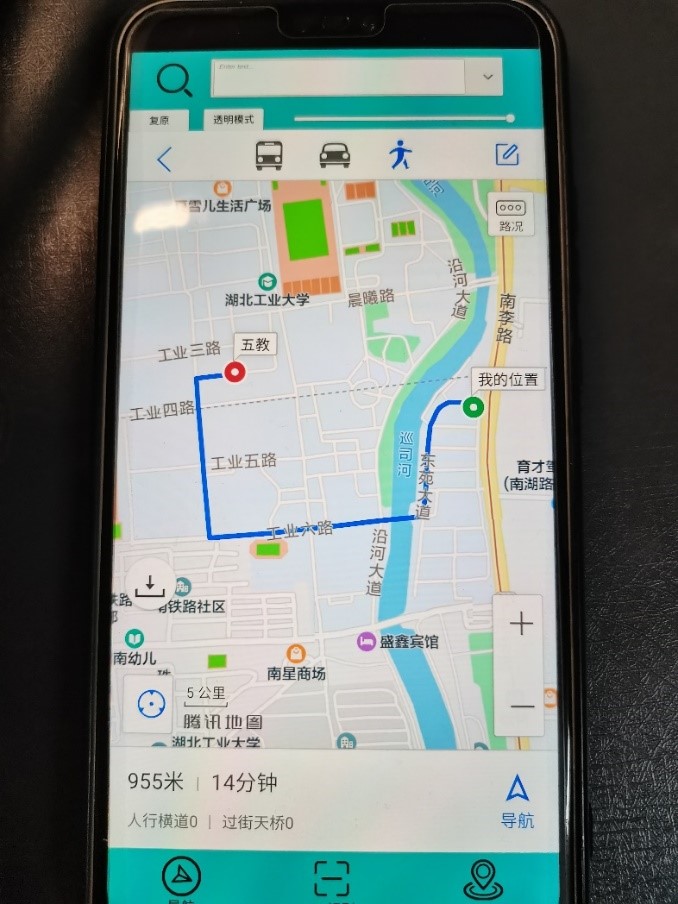 Enter text
复原
透明模式
雪儿生活广场
路况
湖北工业大学
晨曦路
沿河大道
南李路
工业三路
五教
我的位置
工业四路
巡司河
工业五路
东苑大道
育才
(南湖路
工业六路
沿河大道
铁路社区
盛鑫宾馆
南幼儿
南星商场
5 公里
腾讯地图
湖北工业大学
955米 | 14分钟
人行横道0 | 过街天桥0
导航